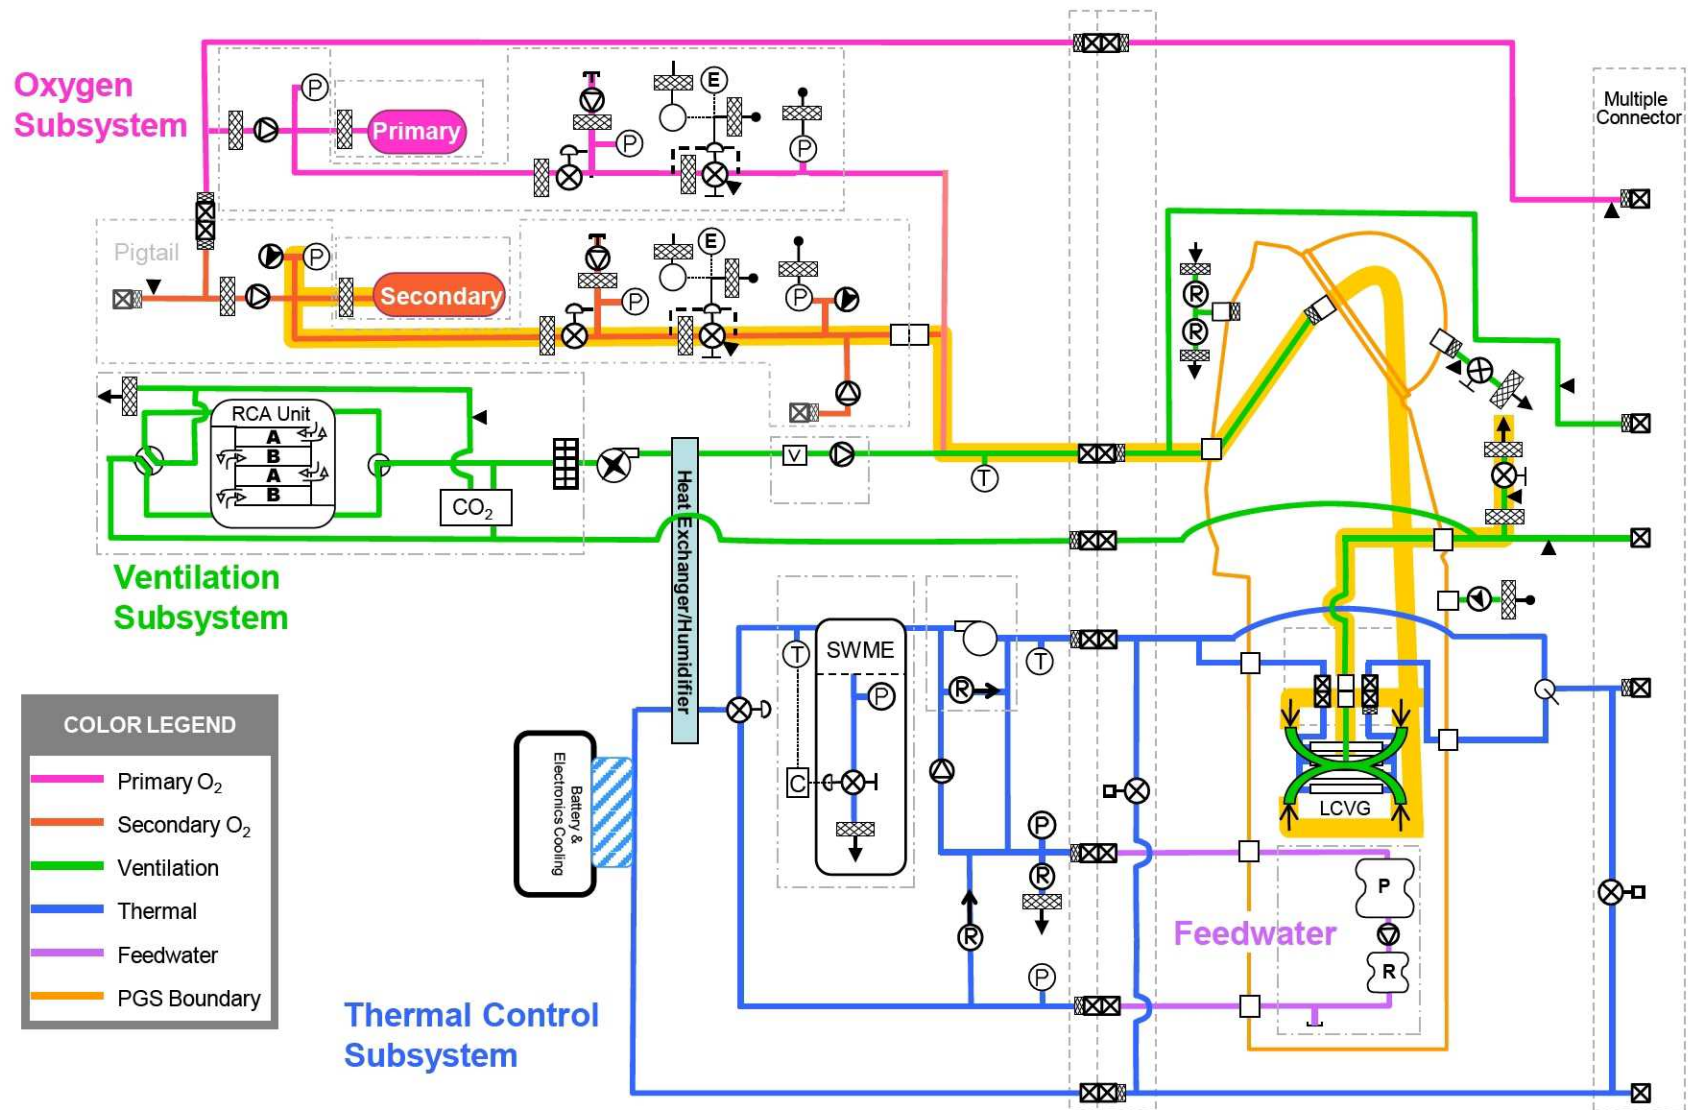 Oxygen
Subsystem
P
Primary
E
P
P
Multiple
Connector
Pigtail
P
Secondary
E
P
P
R
R
RCA Unit
A
B
A
B
CO2
V
T
Heat Exchanger/Humidifier
Ventilation
Subsystem
T
SWME
P
C
R
T
Battery &
Electronics Cooling
LCVG
P
R
R
P
P
R
Feedwater
Thermal Control
Subsystem
COLOR LEGEND
Primary O2
Secondary O2
Ventilation
Thermal
Feedwater
PGS Boundary